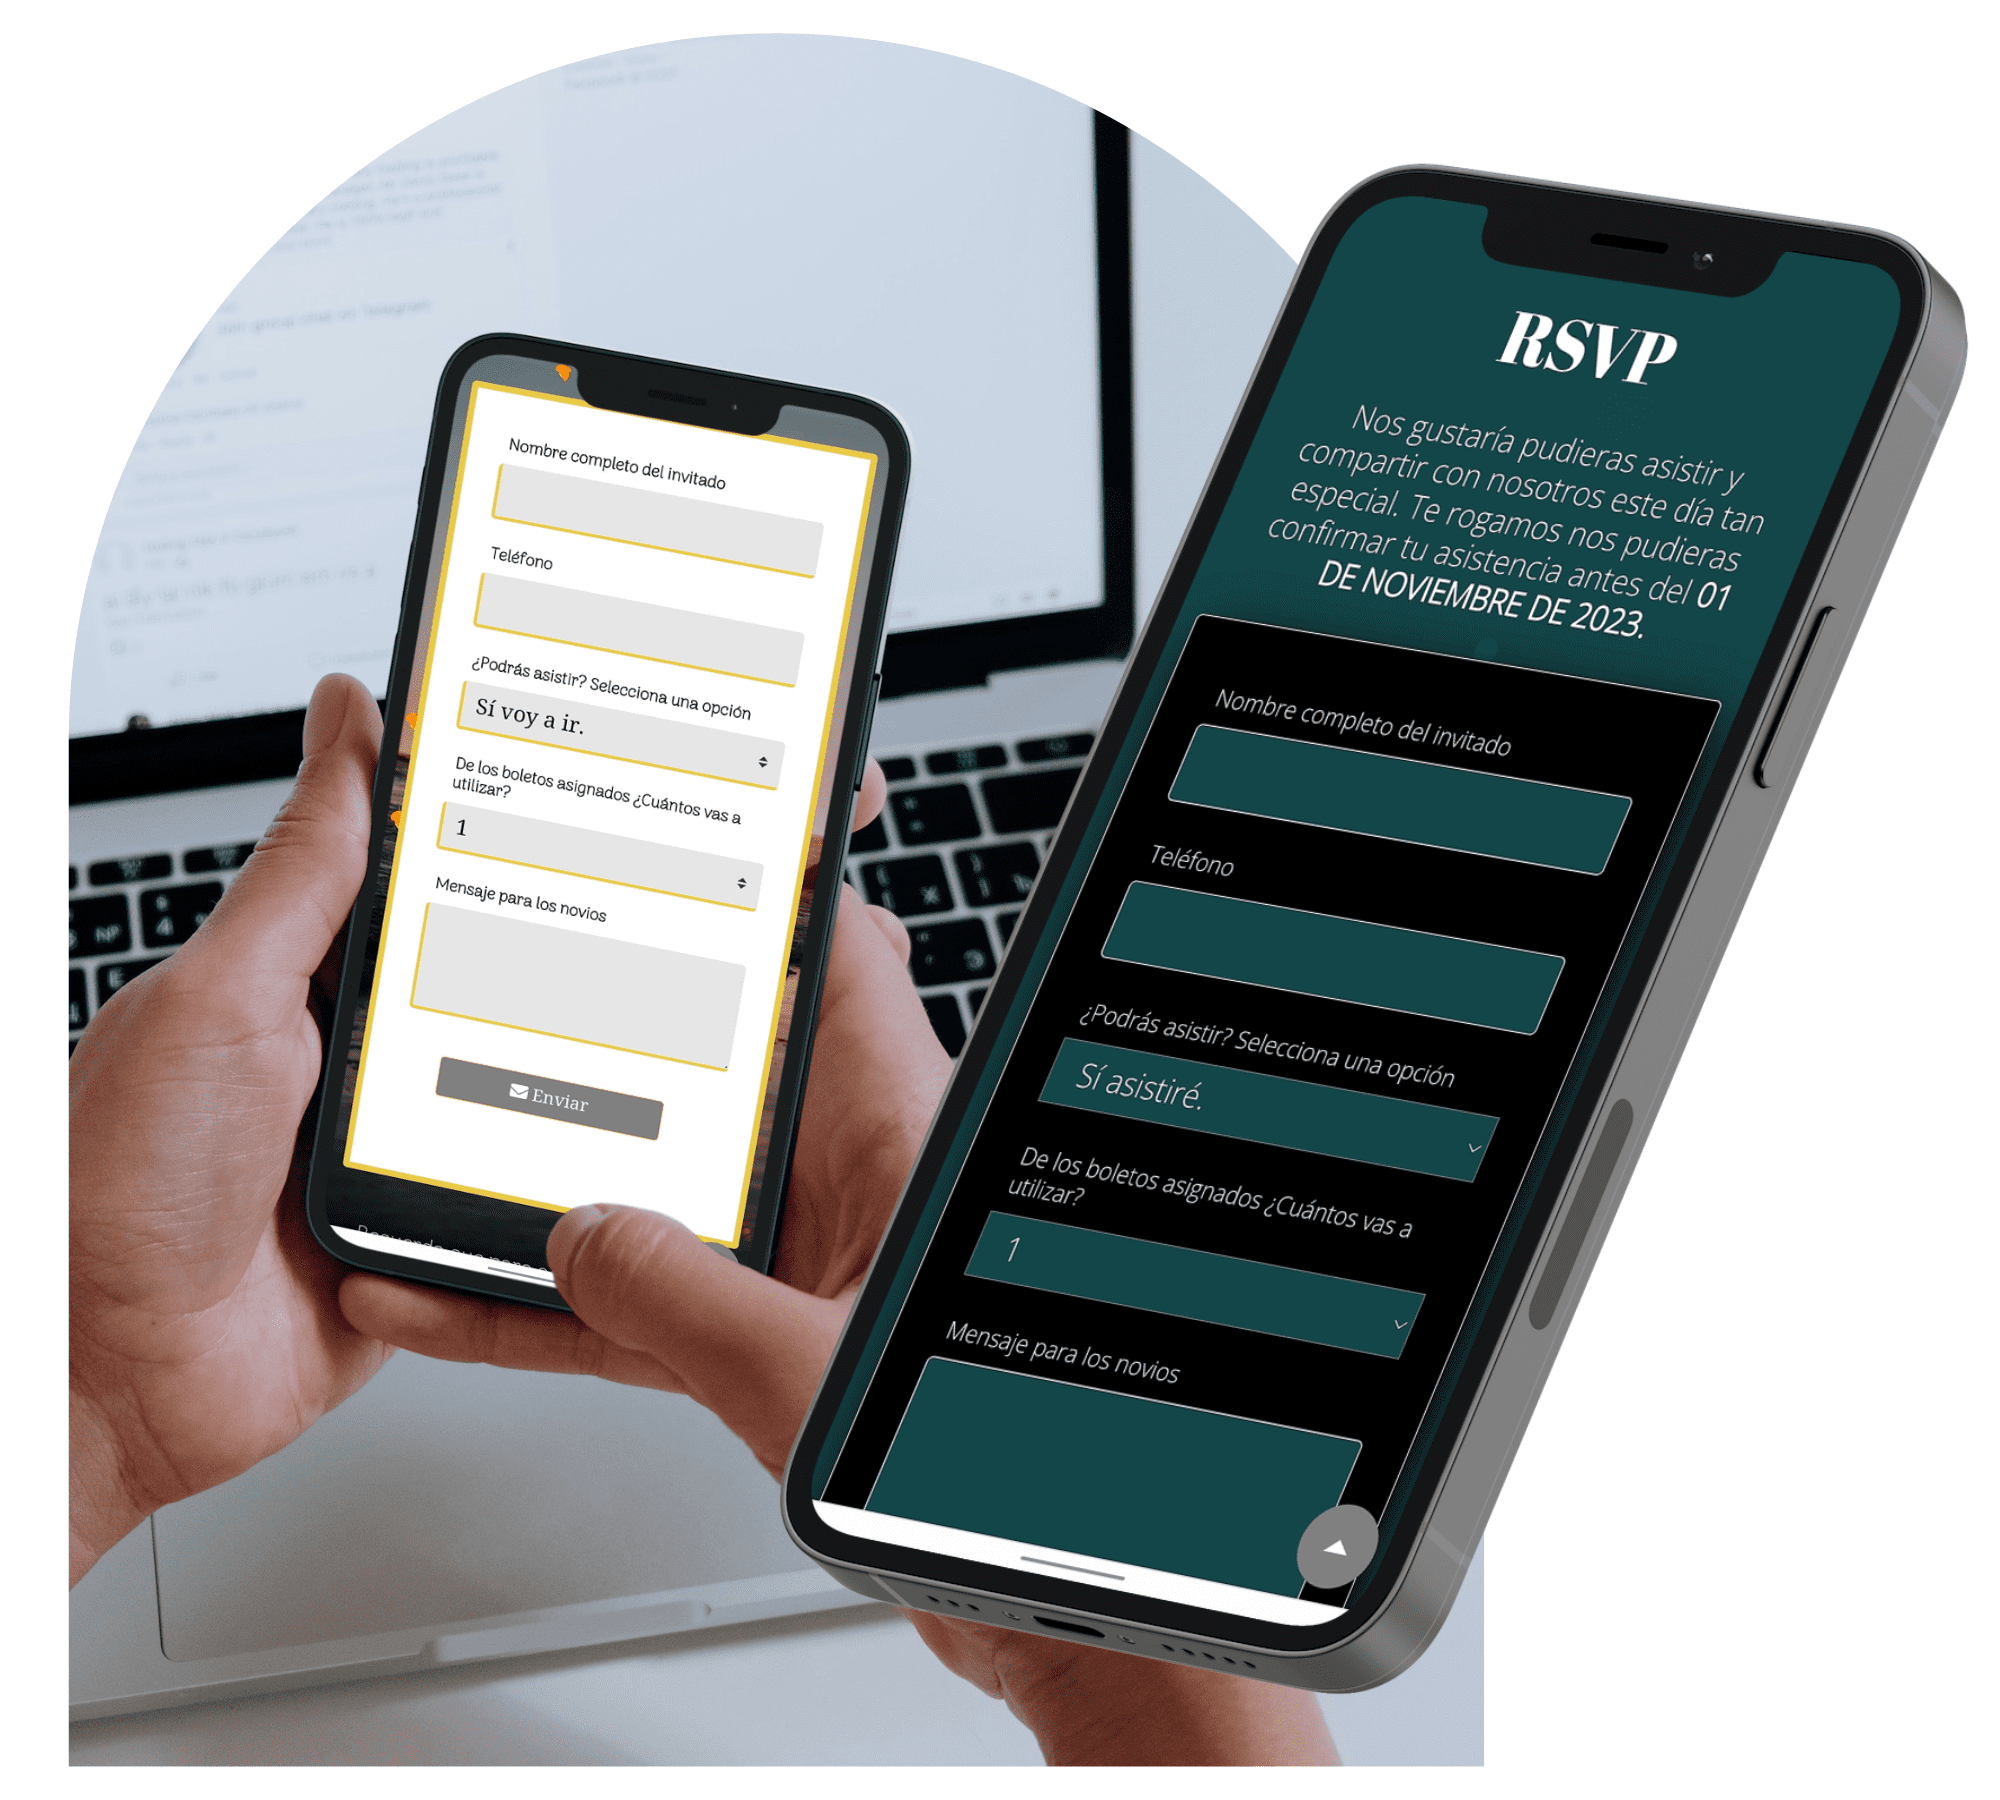 Nombre completo del invitado
Teléfono
¿Podrás asistir? Selecciona una opción
Sí voy a ir.
De los boletos asignados ¿Cuántos vas a
utilizar?
1
Mensaje para los novios
Enviar
RSVP
Nos gustaría pudieras asistir y
compartir con nosotros este día tan
especial. Te rogamos nos pudieras
confirmar tu asistencia antes del 01
DE NOVIEMBRE DE 2023.
Nombre completo del invitado
Teléfono
¿Podrás asistir? Selecciona una opción
Sí asistiré.
De los boletos asignados ¿Cuántos vas a
utilizar?
1
Mensaje para los novios